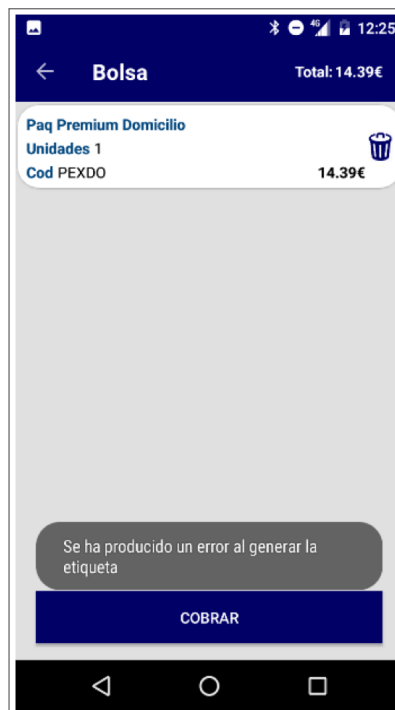 4G 12:25
Bolsa Total: 14.39€
Paq Premium Domicilio
Unidades 1
Cod PEXDO 14.39€
Se ha producido un error al generar la
etiqueta
COBRAR